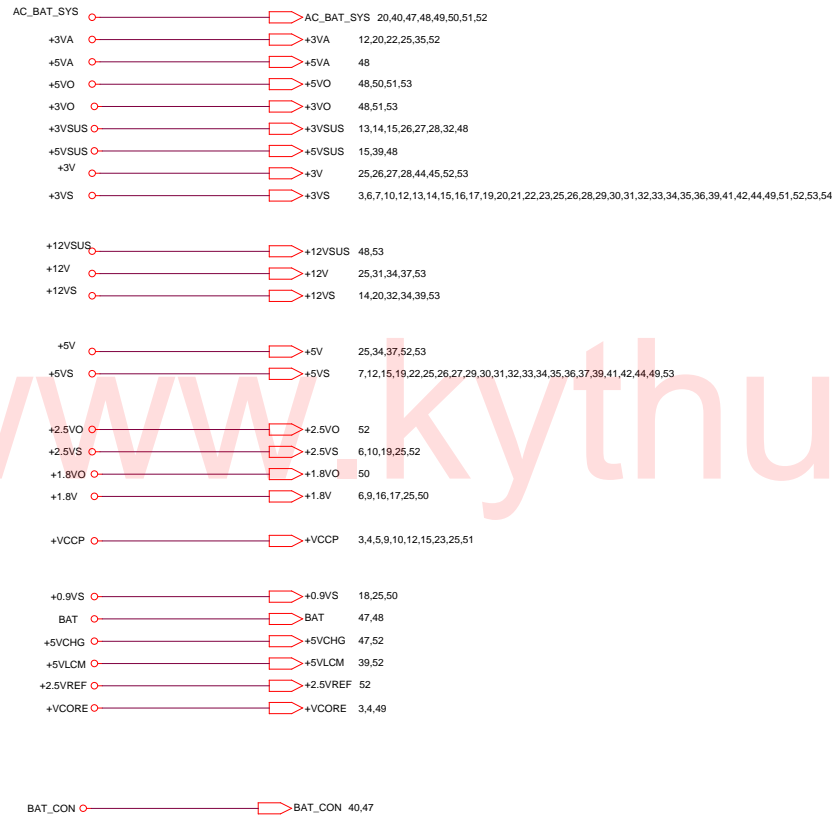 AC_BAT_SYS AC_BAT_SYS 20,40,47,48,49,50,51,52
+3VA +3VA 12,20,22,25,35,52
+5VA +5VA 48
+5VO +5VO 48,50,51,53
+3VO +3VO 48,51,53
+3VSUS +3VSUS 13,14,15,26,27,28,32,48
+5VSUS +5VSUS 15,39,48
+3V +3V 25,26,27,28,44,45,52,53
+3VS +3VS 3,6,7,10,12,13,14,15,16,17,19,20,21,22,23,25,26,28,29,30,31,32,33,34,35,36,39,41,42,44,49,51,52,53,54
+12VSUS +12VSUS 48,53
+12V +12V 25,31,34,37,53
+12VS +12VS 14,20,32,34,39,53
+5V +5V 25,34,37,52,53
+5VS +5VS 7,12,15,19,22,25,26,27,29,30,31,32,33,34,35,36,37,39,41,42,44,49,53
www.kythu
+2.5VO +2.5VO 52
+2.5VS +2.5VS 6,10,19,25,52
+1.8VO +1.8VO 50
+1.8V +1.8V 6,9,16,17,25,50
+VCCP +VCCP 3,4,5,9,10,12,15,23,25,51
+0.9VS +0.9VS 18,25,50
BAT BAT 47,48
+5VCHG +5VCHG 47,52
+5VLCM +5VLCM 39,52
+2.5VREF +2.5VREF 52
+VCORE +VCORE 3,4,49
BAT_CON BAT_CON 40,47